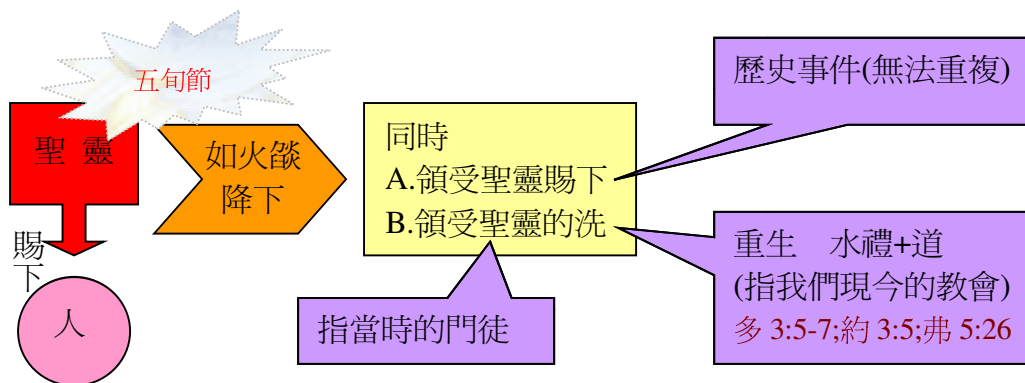 五旬節
聖 靈
賜下
人
如火燄
降下
同時
A.領受聖靈賜下
B.領受聖靈的洗
指當時的門徒
歷史事件(無法重複)
重生　水禮+道
(指我們現今的教會)
多 3:5-7;約 3:5;弗 5:26